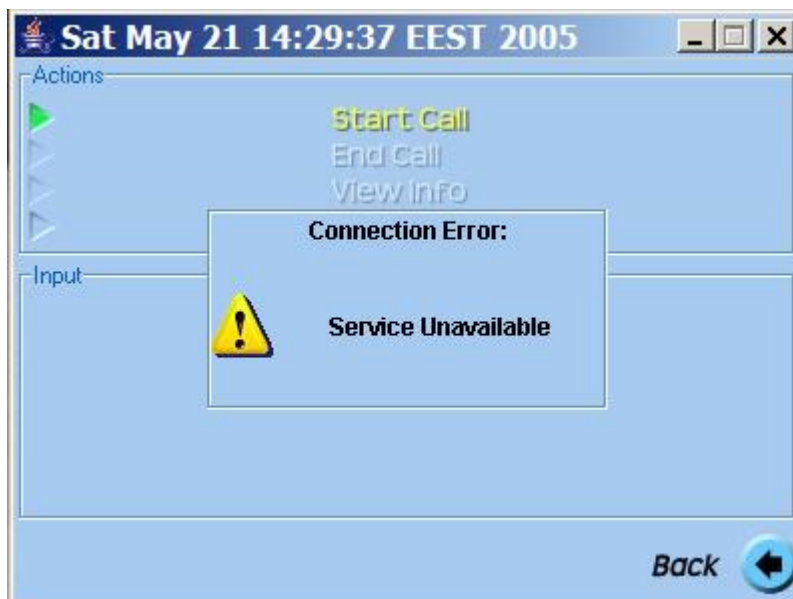 Sat May 21 14:29:37 EEST 2005
Actions
Start Call
End Call
View Info
Connection Error:
Input
Service Unavailable
Back